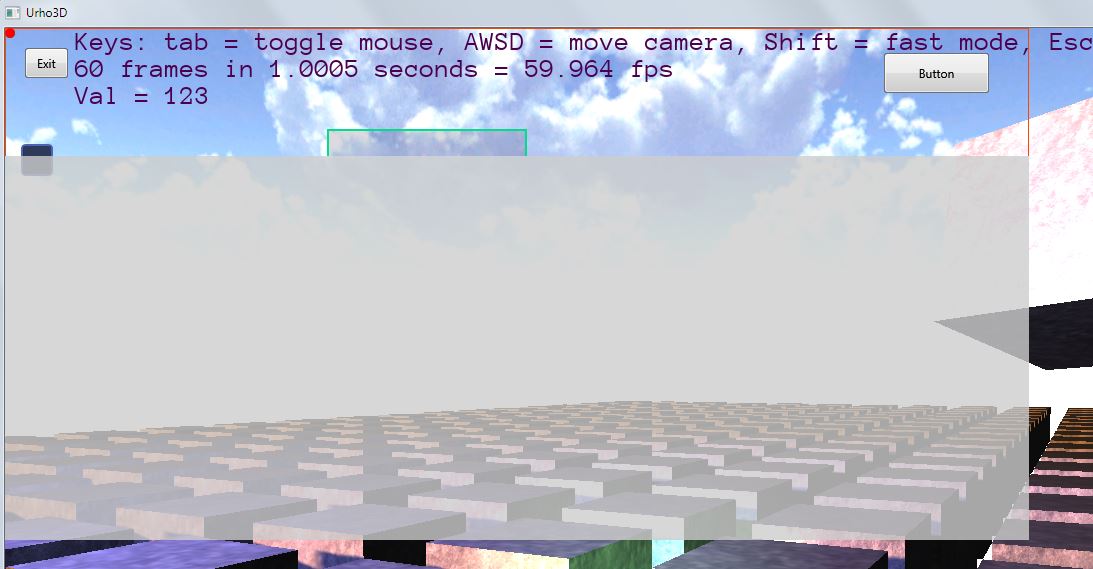 Urho3D
Keys: tab = toggle mouse, AWSD = move camera, Shift = fast mode, Esc
Exit
60 frames in 1.0005 seconds = 59.964 fps
Button
Val = 123